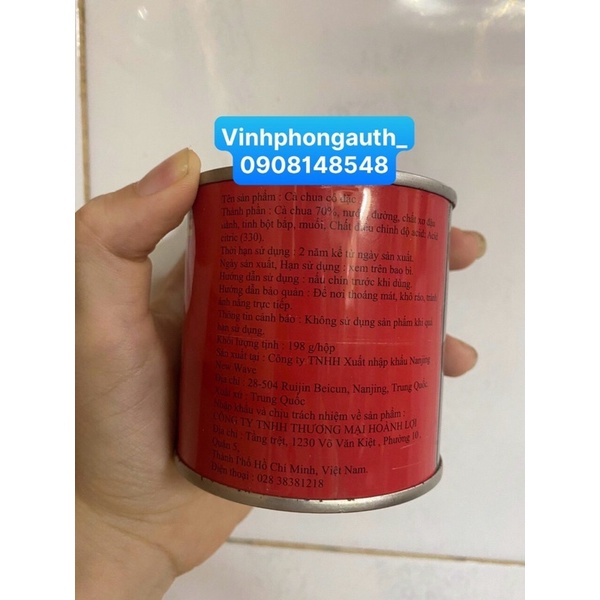 Vinhphongauth_
0908148548
Tên sản phẩm : Cà chua cô đặc
Thành phần : Cà chua 70%, nước, đường, chất xơ đậu
nành, tinh bột bắp, muối, Chất điều chỉnh độ acid: Acid
citric (330).
Thời hạn sử dụng : 2 năm kể từ ngày sản xuất.
Ngày sản xuất, Hạn sử dụng : xem trên bao bì.
Hướng dẫn sử dụng : nấu chín trước khi dùng.
Hướng dẫn bảo quản : Để nơi thoáng mát, khô ráo, tránh
ánh nắng trực tiếp.
Thông tin cảnh báo : Không sử dụng sản phẩm khi quá
hạn sử dụng.
Khối lượng tịnh : 198 g/hộp
Sản xuất tại : Công ty TNHH Xuất nhập khẩu Nanjing
New Wave
Địa chỉ : 28-504 Ruijin Beicun, Nanjing, Trung Quốc.
Xuất xứ : Trung Quốc
Nhập khẩu và chịu trách nhiệm về sản phẩm :
CÔNG TY TNHH THƯƠNG MẠI HOÀNH LỢI
Địa chỉ : Tầng trệt, 1230 Võ Văn Kiệt , Phường 10 ,
Quận 5,
Thành Phố Hồ Chí Minh, Việt Nam.
Điện thoại : 028 38381218